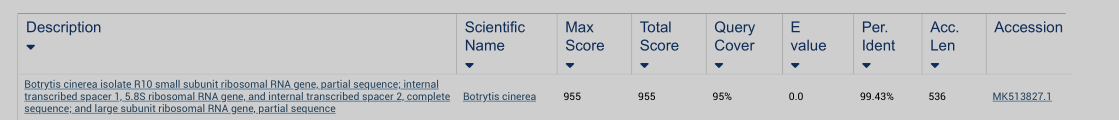 Description
Scientific Name
Max Score
Total Score
Query Cover
E value
Per. Ident
Acc. Len
Accession
Botrytis cinerea isolate R10 small subunit ribosomal RNA gene, partial sequence; internal
transcribed spacer 1, 5.8S ribosomal RNA gene, and internal transcribed spacer 2, complete
sequence; and large subunit ribosomal RNA gene, partial sequence
Botrytis cinerea
955
955
95%
0.0
99.43%
536
MK513827.1